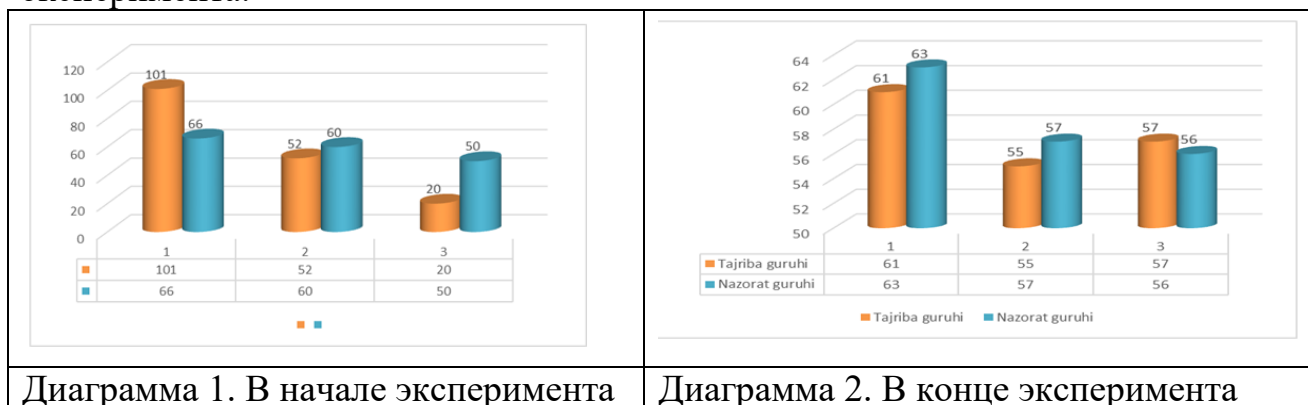 эксперимента.
120
100
80
60
40
20
0
101
66
52
60
20
50
1 2 3
101 52 20
66 60 50
64
62
60
58
56
54
52
50
61
63
55
57
57
56
1 2 3
Tajriba guruhi 61 55 57
Nazorat guruhi 63 57 56
Tajriba guruhi Nazorat guruhi
Диаграмма 1. В начале эксперимента
Диаграмма 2. В конце эксперимента